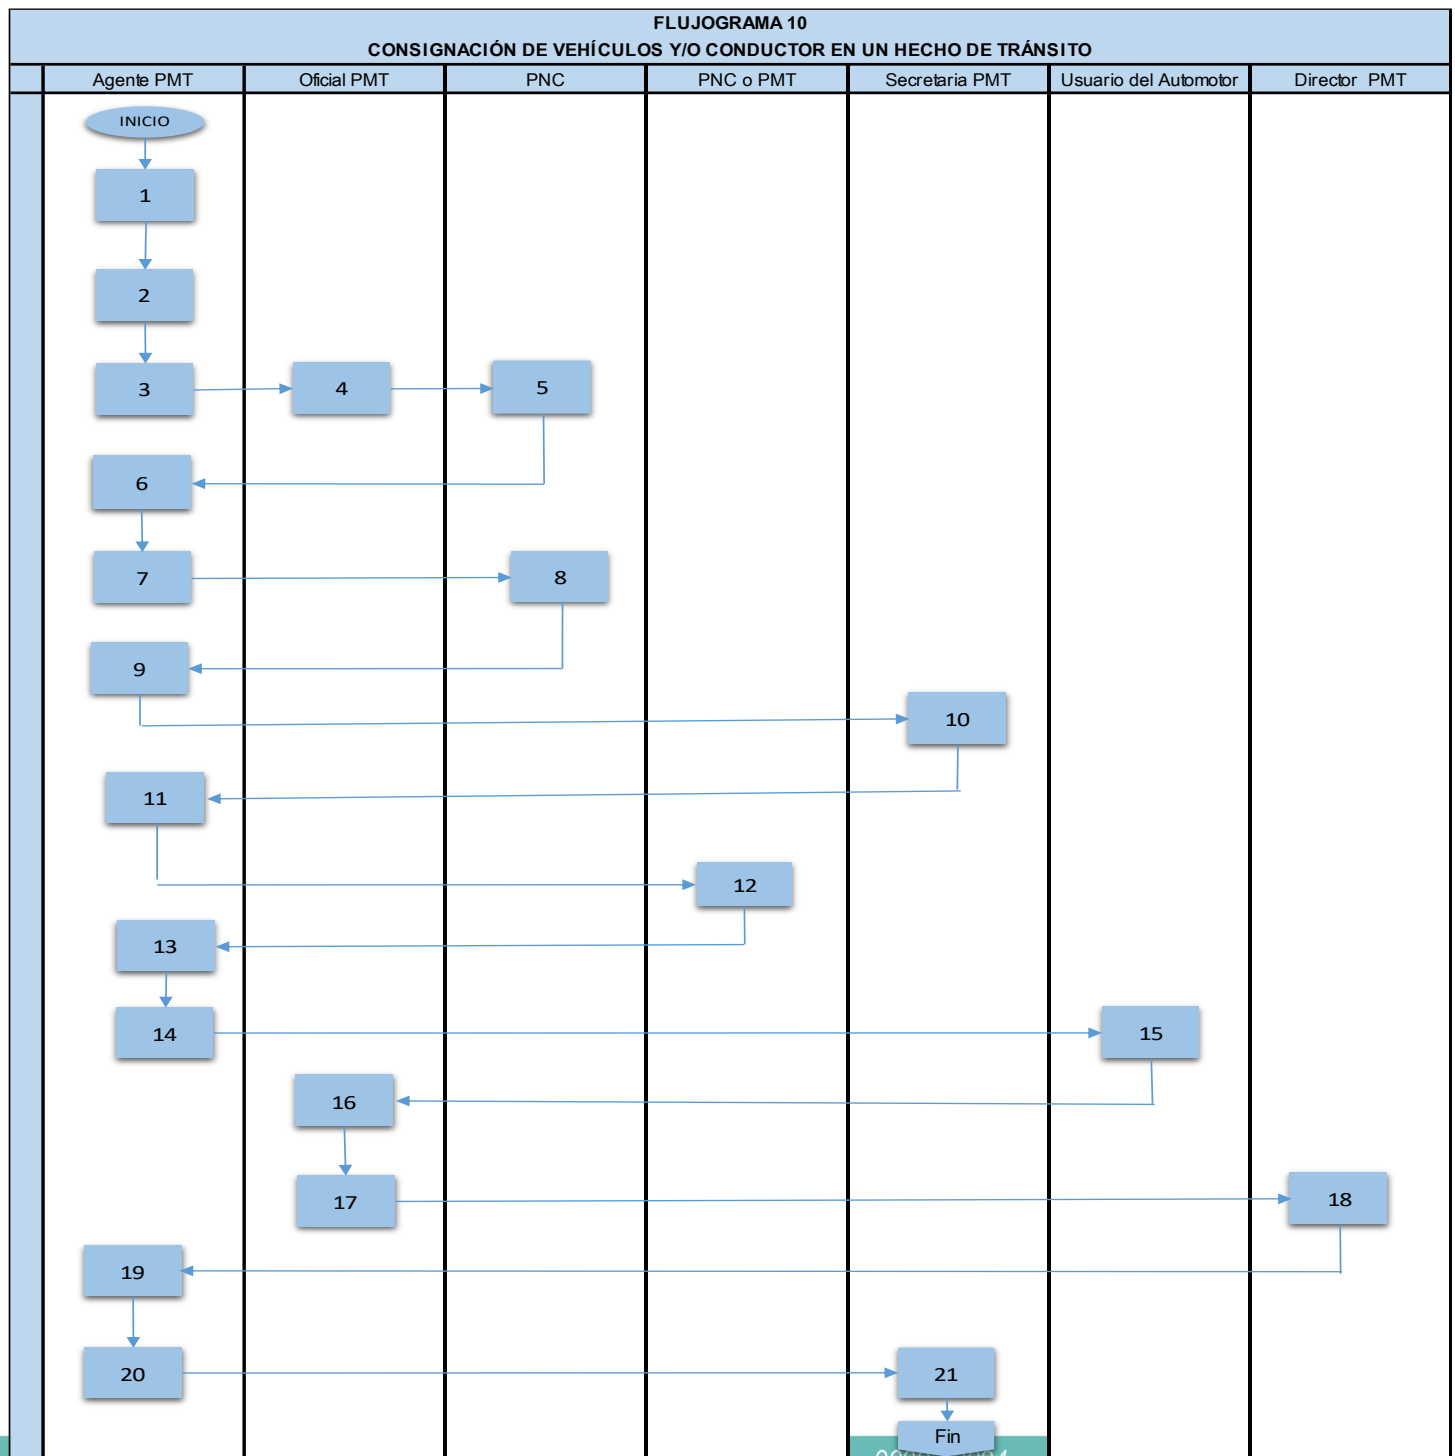 FLUJOGRAMA 10
CONSIGNACIÓN DE VEHÍCULOS Y/O CONDUCTOR EN UN HECHO DE TRÁNSITO
Agente PMT Oficial PMT PNC PNC o PMT Secretaria PMT Usuario del Automotor Director PMT
INICIO
1
2
3 4 5
6
7 8
9
10
11
12
13
14 15
16
17 18
19
20 21
Fin